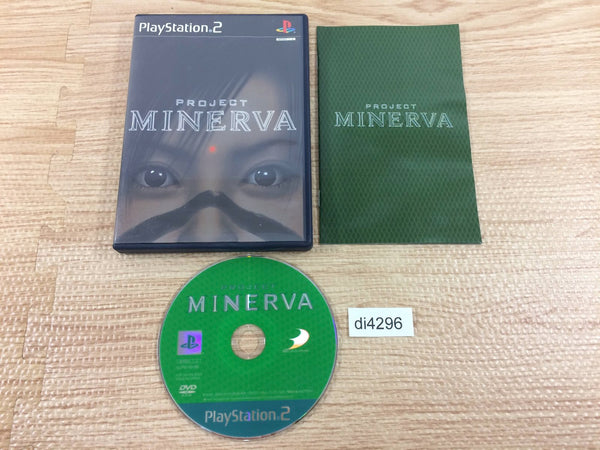 PlayStation 2
PROJECT
MINERVA
PROJECT
MINERVA
MINERVA
DVD
PlayStation 2
di4296